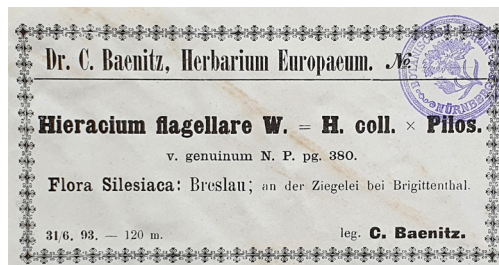 Dr. C. Baenitz, Herbarium Europaeum. №
Hieracium flagellare W. = H. coll. × Pilos.
v. genuinum N. P. pg. 380.
Flora Silesiaca: Breslau; an der Ziegelei bei Brigittenthal.
31/6. 93. — 120 m. leg. C. Baenitz.
NÜRNBERG